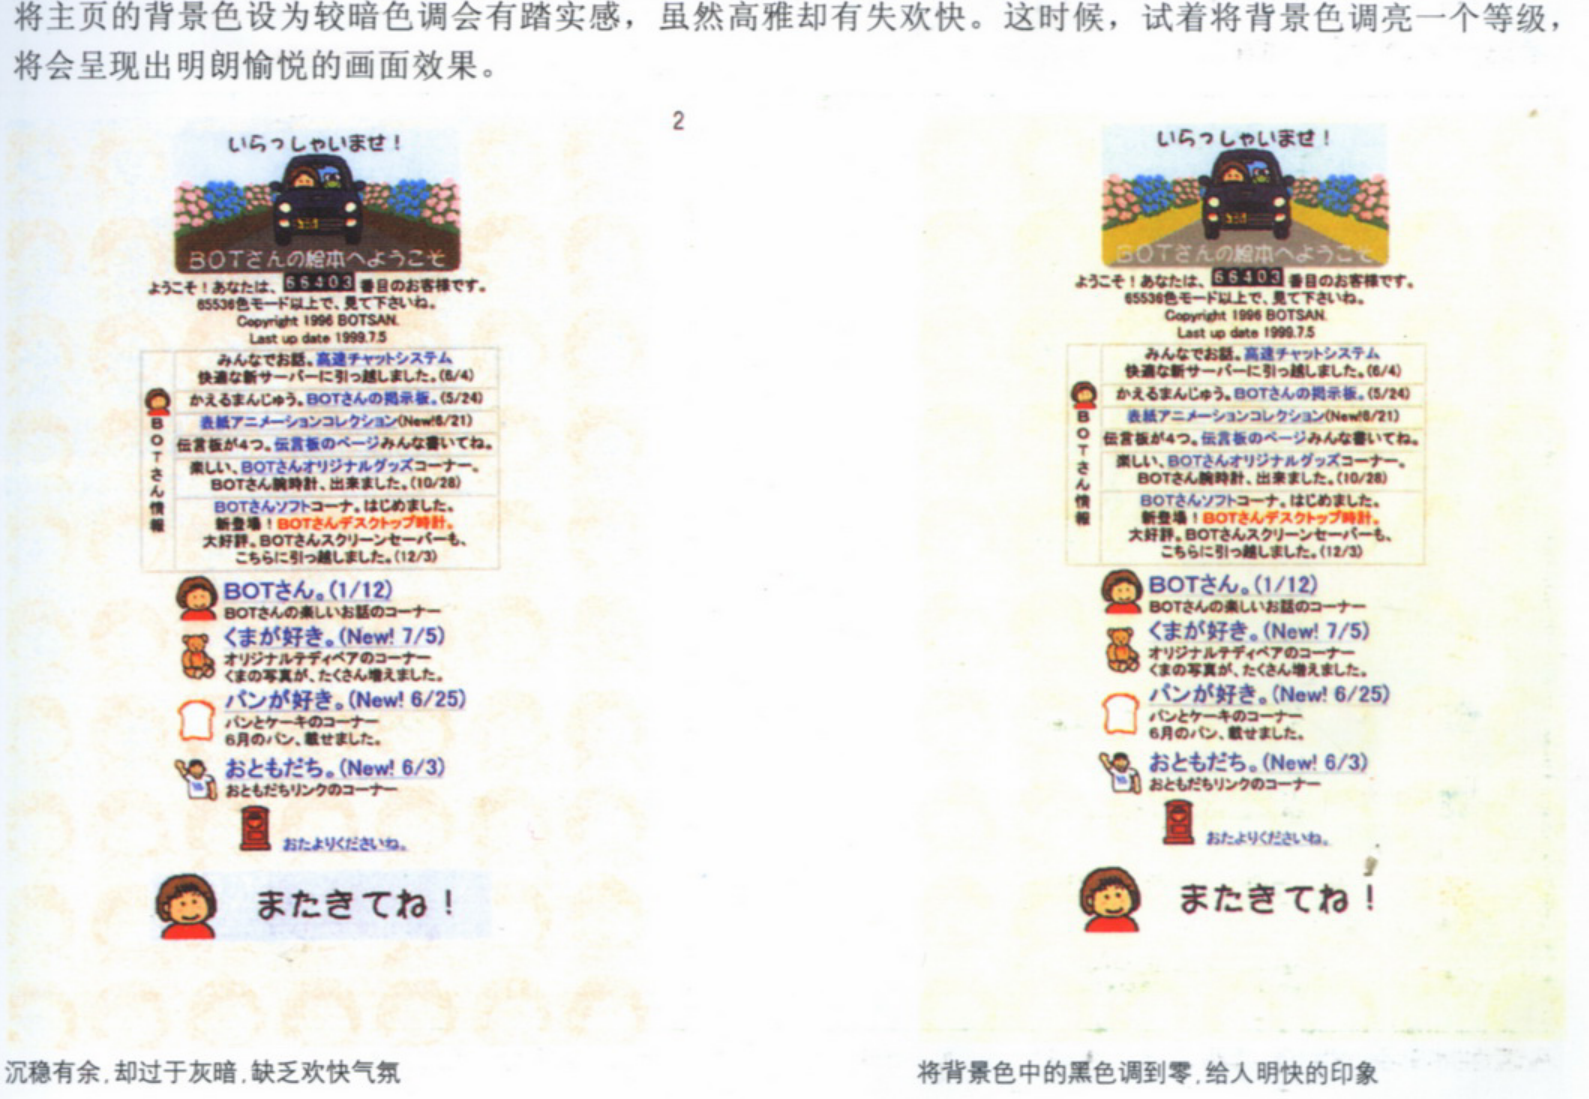 将主页的背景色设为较暗色调会有踏实感，虽然高雅却有失欢快。这时候，试着将背景色调亮一个等级，
将会呈现出明朗愉悦的画面效果。
2
いらっしゃいませ！
BOTさんの絵本へようこそ
ようこそ！あなたは、66403番目のお客様です。
65536色モード以上で、見て下さいね。
Copyright 1996 BOTSAN.
Last up date 1999.7.5
BOTさん情報
みんなでお話。高速チャットシステム
快適な新サーバーに引っ越しました。(6/4)
かえるまんじゅう。BOTさんの掲示板。(5/24)
表紙アニメーションコレクション(New!6/21)
伝言板が4つ。伝言板のページみんな書いてね。
楽しい、BOTさんオリジナルグッズコーナー。
BOTさん腕時計、出来ました。(10/28)
BOTさんソフトコーナ。はじめました。
新登場！BOTさんデスクトップ時計。
大好評。BOTさんスクリーンセーバーも、
こちらに引っ越しました。(12/3)
BOTさん。(1/12)
BOTさんの楽しいお話のコーナー
くまが好き。(New! 7/5)
オリジナルテディベアのコーナー
くまの写真が、たくさん増えました。
パンが好き。(New! 6/25)
パンとケーキのコーナー
6月のパン、載せました。
おともだち。(New! 6/3)
おともだちリンクのコーナー
おたよりくださいね。
またきてね！
沉稳有余,却过于灰暗,缺乏欢快气氛
いらっしゃいませ！
BOTさんの絵本へようこそ
ようこそ！あなたは、66403番目のお客様です。
65536色モード以上で、見て下さいね。
Copyright 1996 BOTSAN.
Last up date 1999.7.5
BOTさん情報
みんなでお話。高速チャットシステム
快適な新サーバーに引っ越しました。(6/4)
かえるまんじゅう。BOTさんの掲示板。(5/24)
表紙アニメーションコレクション(New!6/21)
伝言板が4つ。伝言板のページみんな書いてね。
楽しい、BOTさんオリジナルグッズコーナー。
BOTさん腕時計、出来ました。(10/28)
BOTさんソフトコーナ。はじめました。
新登場！BOTさんデスクトップ時計。
大好評。BOTさんスクリーンセーバーも、
こちらに引っ越しました。(12/3)
BOTさん。(1/12)
BOTさんの楽しいお話のコーナー
くまが好き。(New! 7/5)
オリジナルテディベアのコーナー
くまの写真が、たくさん増えました。
パンが好き。(New! 6/25)
パンとケーキのコーナー
6月のパン、載せました。
おともだち。(New! 6/3)
おともだちリンクのコーナー
おたよりくださいね。
またきてね！
将背景色中的黑色调到零,给人明快的印象